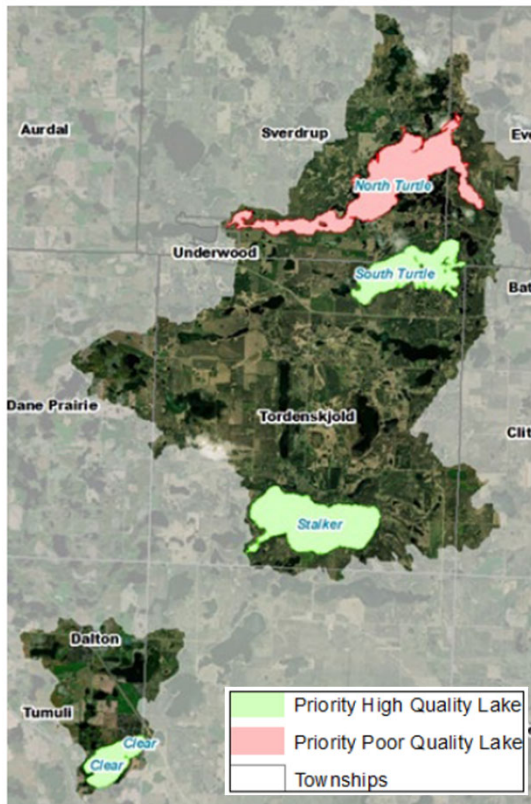 Aurdal
Sverdrup
Eve
North Turtle
Underwood
South Turtle
Bat
Dane Prairie
Tordenskjold
Clit
Stalker
Dalton
Tumuli
Clear
Clear
Priority High Quality Lake
Priority Poor Quality Lake
Townships